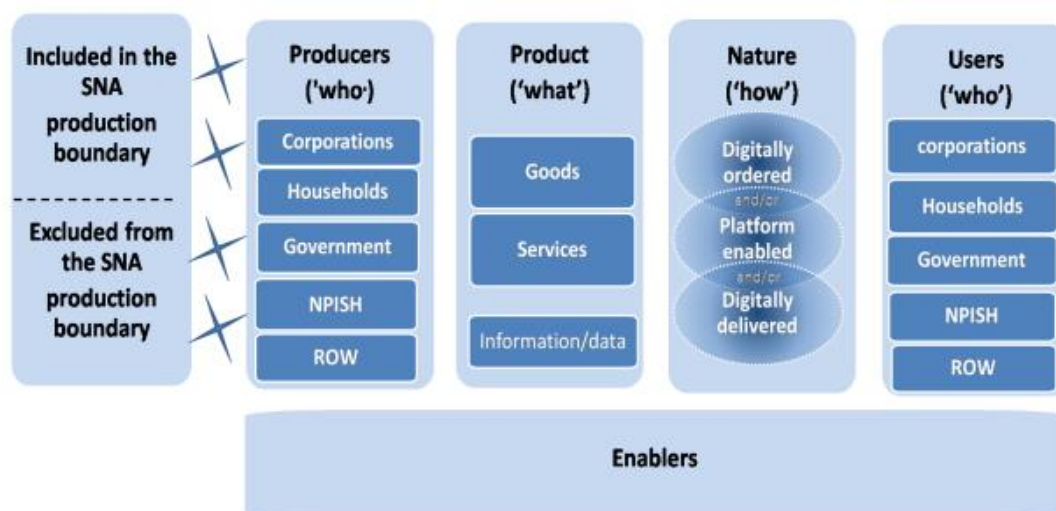 Included in the
SNA
production
boundary
Excluded from
the SNA
production
boundary
Producers
('who')
Corporations
Households
Government
NPISH
ROW
Product
(‘what’)
Goods
Services
Information/data
Nature
(‘how’)
Digitally
ordered
and/or
Platform
enabled
and/or
Digitally
delivered
Users
(‘who’)
corporations
Households
Government
NPISH
ROW
Enablers